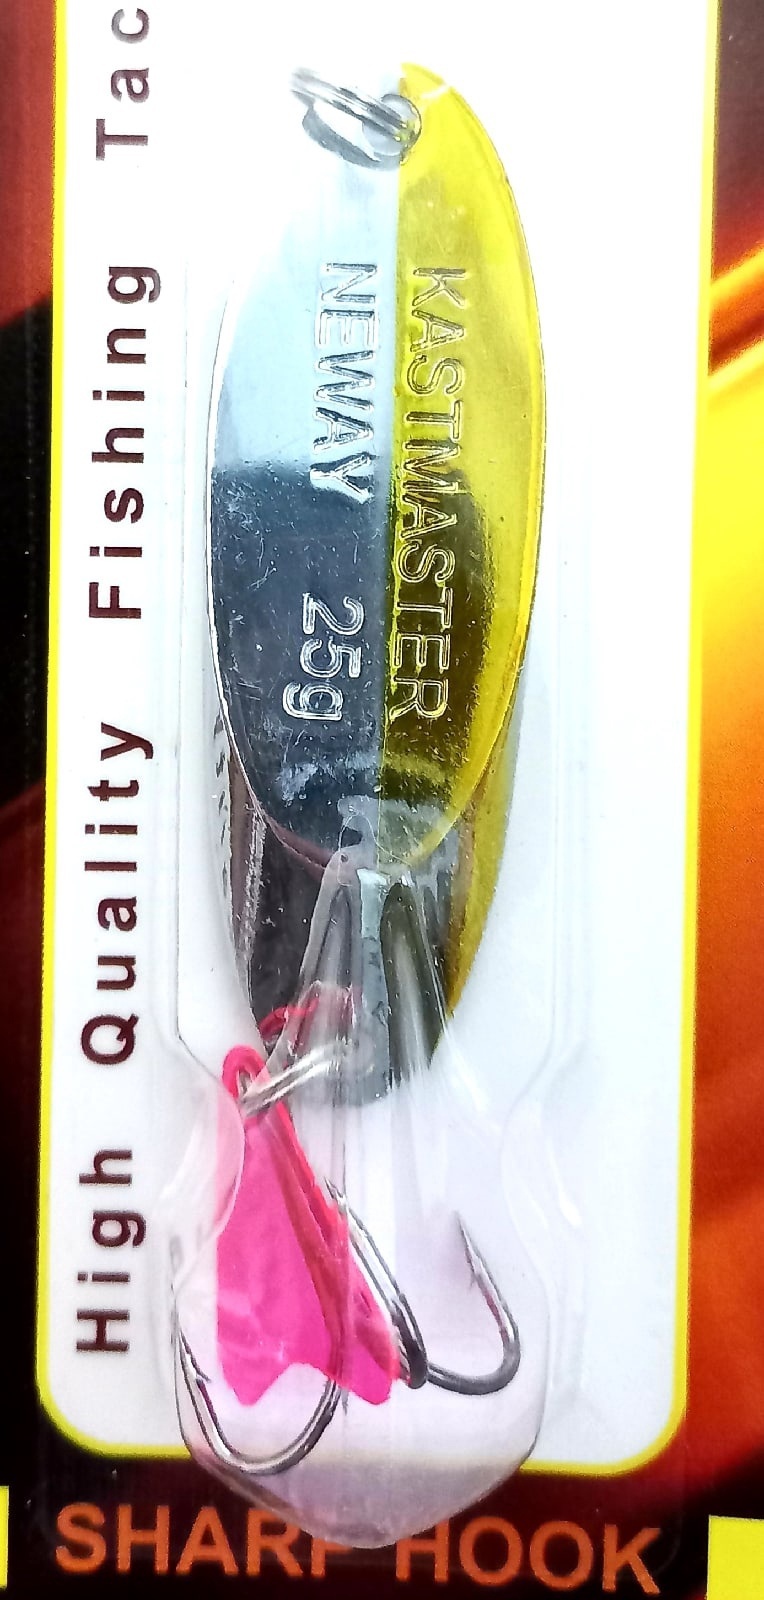 High Quality Fishing Tac
KASTMASTER
NEWAY
25g
SHARP HOOK